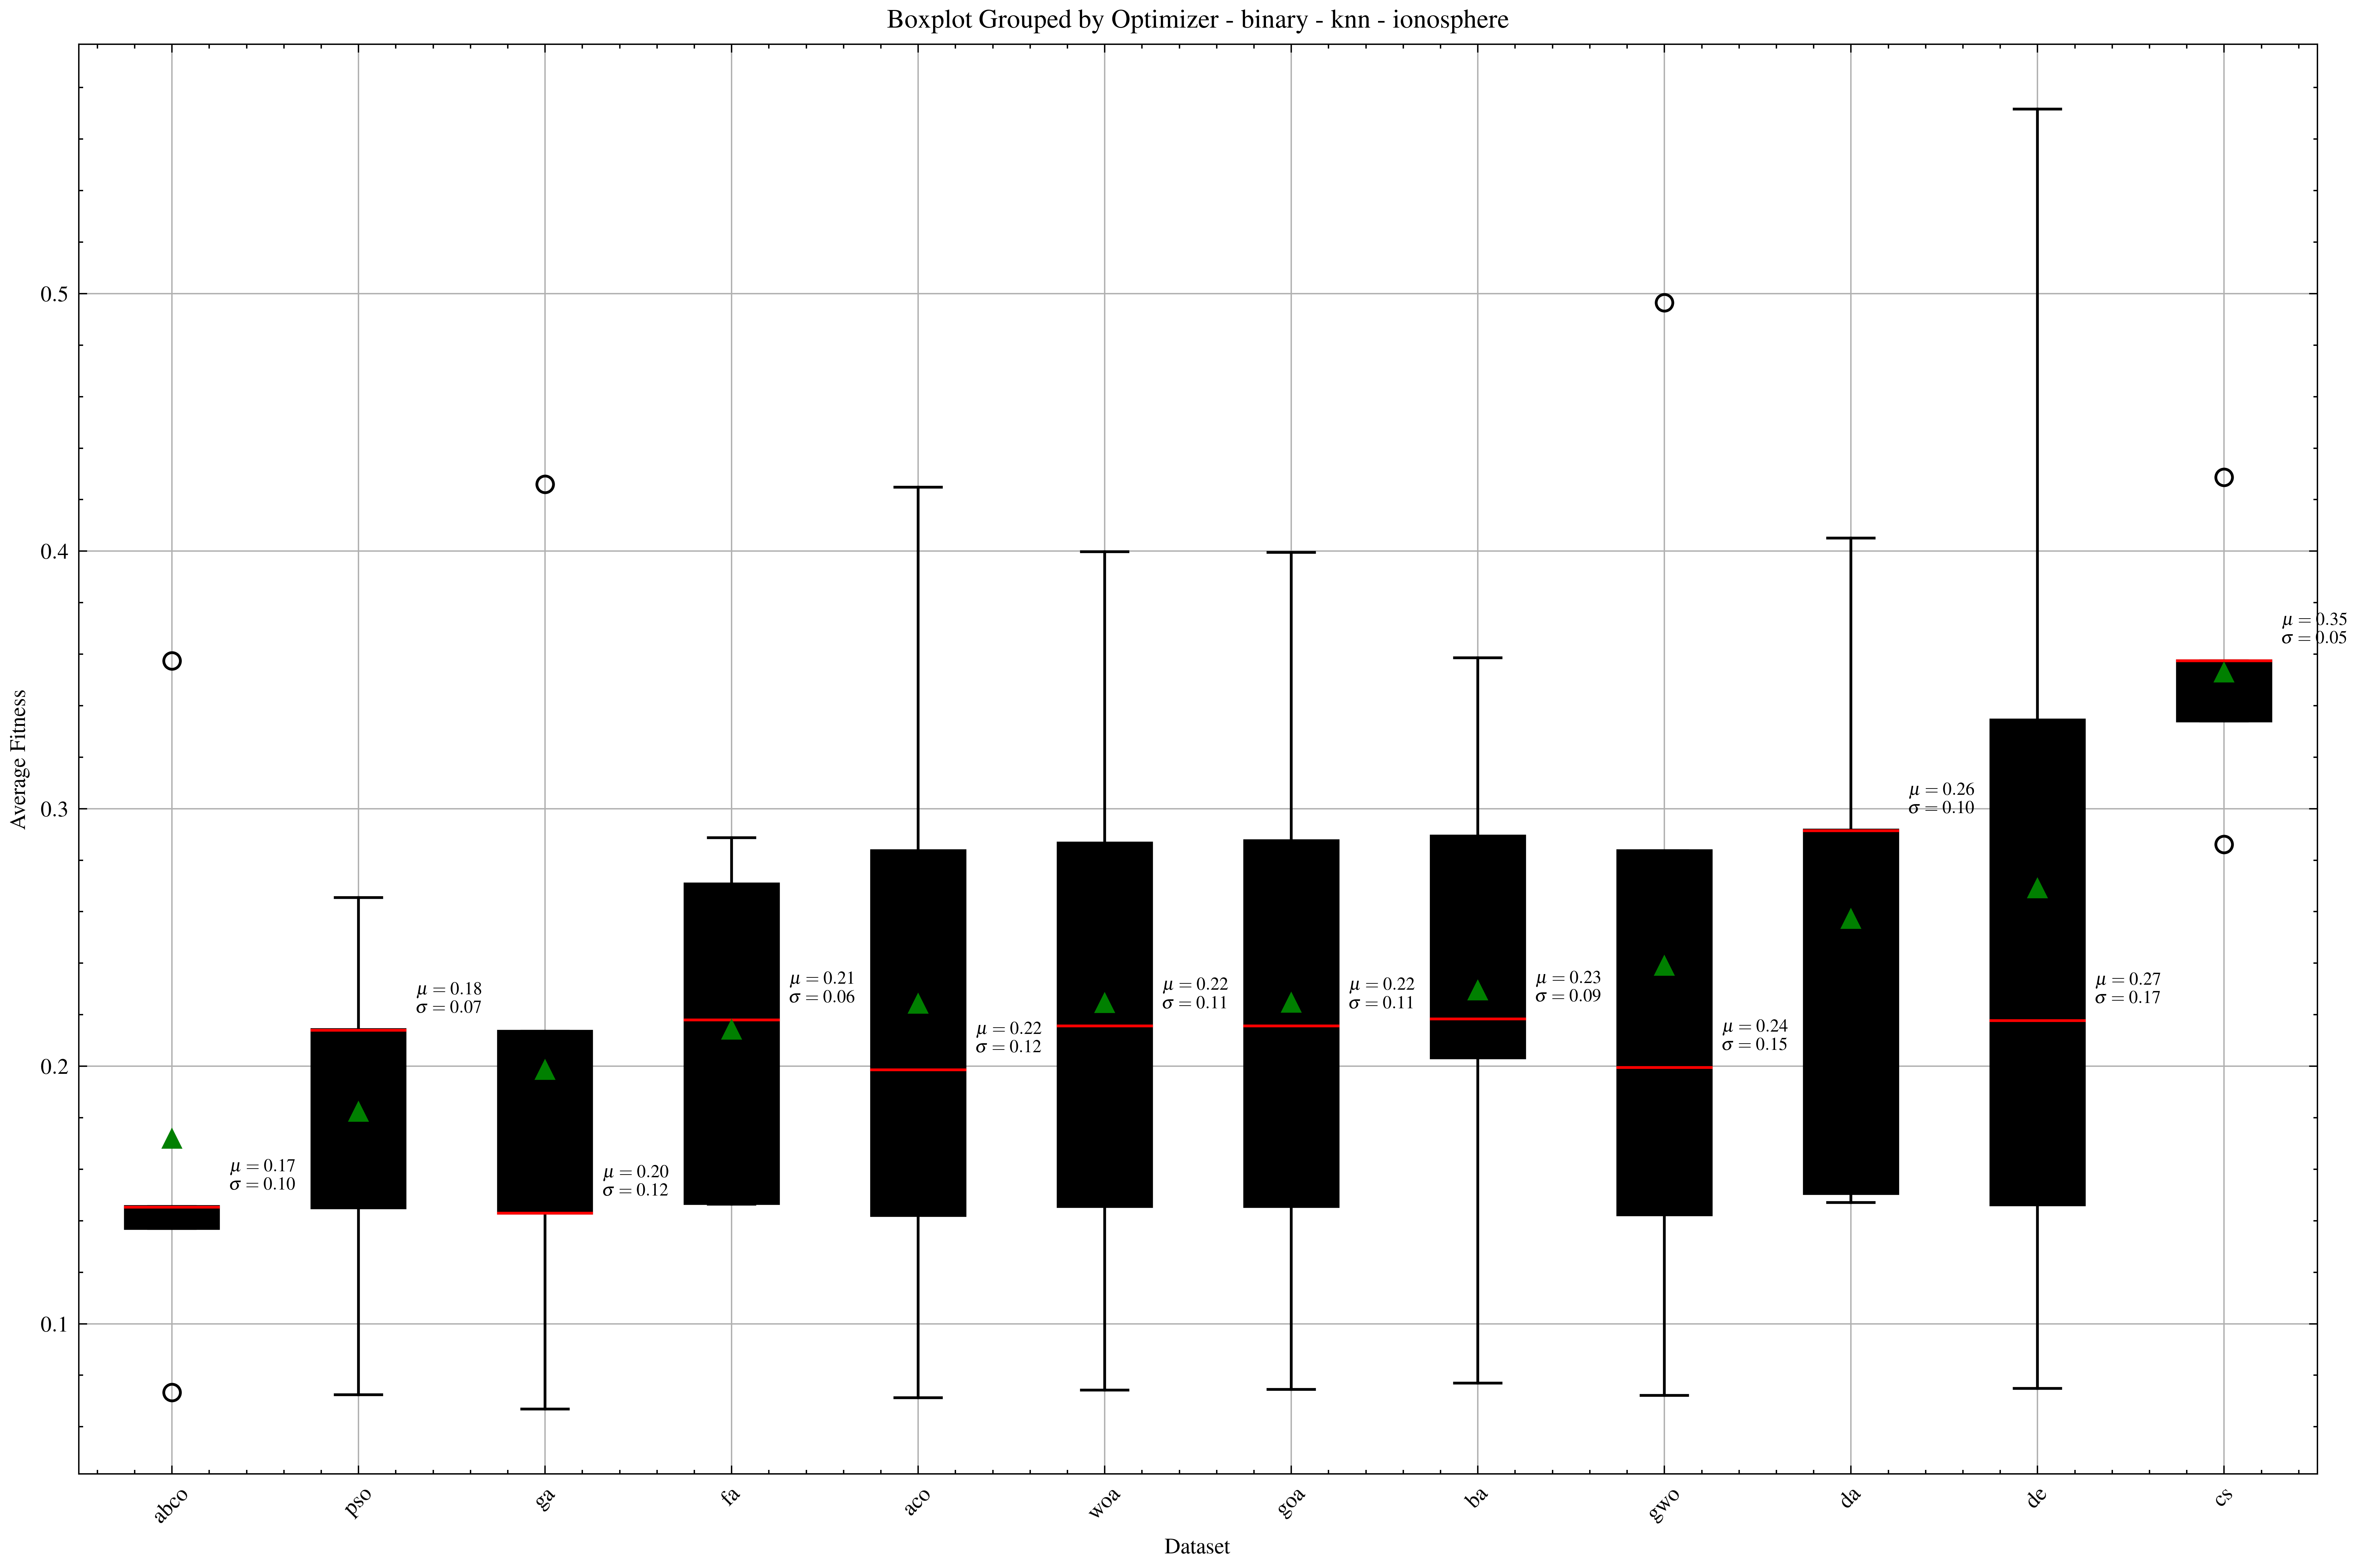 Boxplot Grouped by Optimizer - binary - knn - ionosphere
Average Fitness
0.5
0.4
0.3
0.2
0.1
μ = 0.17
σ = 0.10
μ = 0.18
σ = 0.07
μ = 0.20
σ = 0.12
μ = 0.21
σ = 0.06
μ = 0.22
σ = 0.12
μ = 0.22
σ = 0.11
μ = 0.22
σ = 0.11
μ = 0.23
σ = 0.09
μ = 0.24
σ = 0.15
μ = 0.26
σ = 0.10
μ = 0.27
σ = 0.17
μ = 0.35
σ = 0.05
abco
pso
ga
fa
aco
woa
goa
ba
gwo
da
de
cs
Dataset